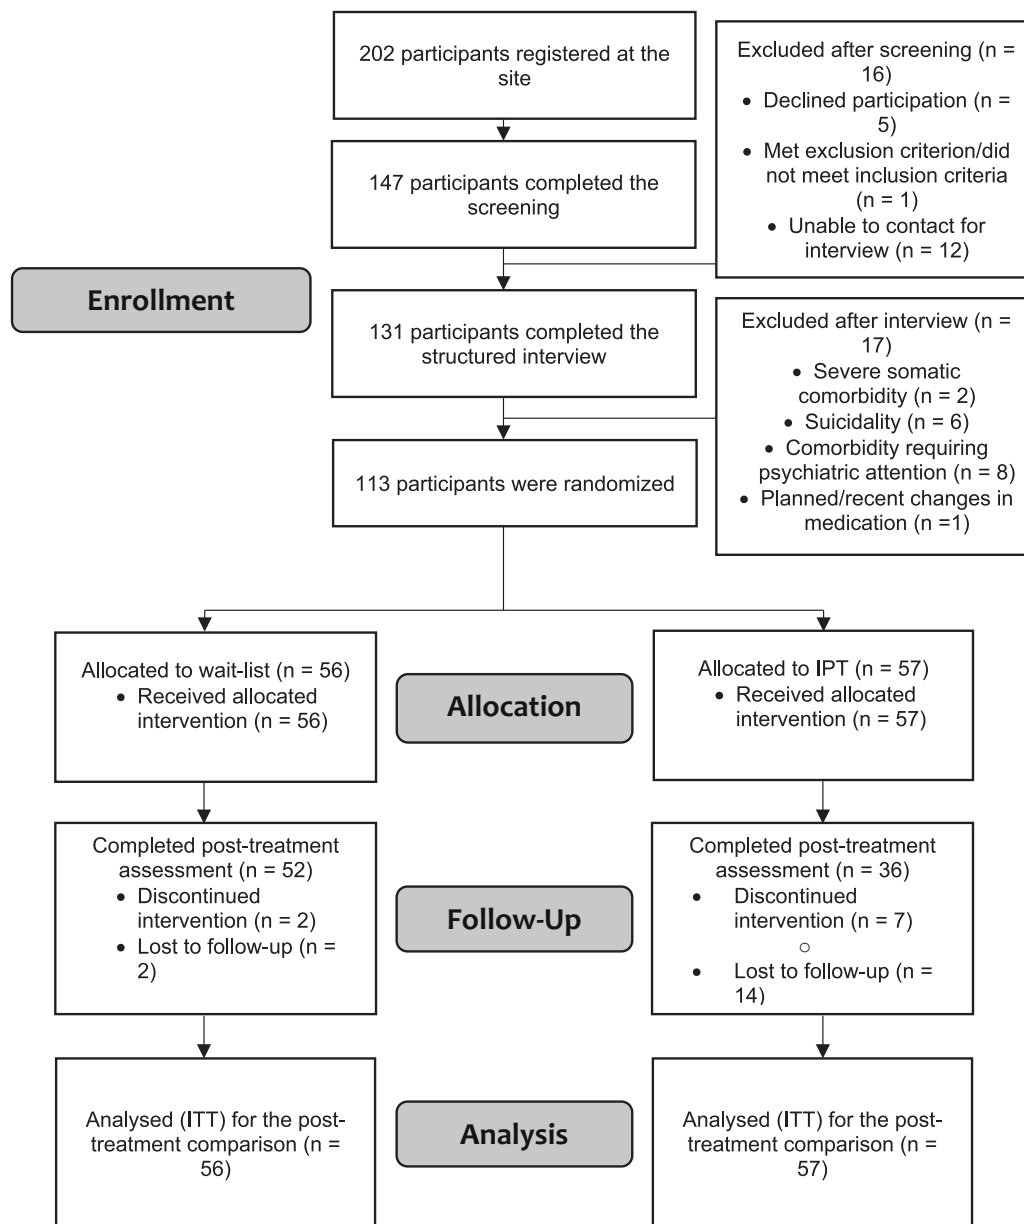 202 participants registered at the
site
Excluded after screening (n =
16)
• Declined participation (n =
5)
• Met exclusion criterion/did
not meet inclusion criteria
(n = 1)
• Unable to contact for
interview (n = 12)
147 participants completed the
screening
Enrollment
131 participants completed the
structured interview
Excluded after interview (n =
17)
• Severe somatic
comorbidity (n = 2)
• Suicidality (n = 6)
• Comorbidity requiring
psychiatric attention (n = 8)
• Planned/recent changes in
medication (n =1)
113 participants were randomized
Allocated to wait-list (n = 56)
• Received allocated
intervention (n = 56)
Allocation
Allocated to IPT (n = 57)
• Received allocated
intervention (n = 57)
Completed post-treatment
assessment (n = 52)
• Discontinued
intervention (n = 2)
• Lost to follow-up (n =
2)
Follow-Up
Completed post-treatment
assessment (n = 36)
• Discontinued
intervention (n = 7)
○
• Lost to follow-up (n =
14)
Analysed (ITT) for the post-
treatment comparison (n =
56)
Analysis
Analysed (ITT) for the post-
treatment comparison (n =
57)